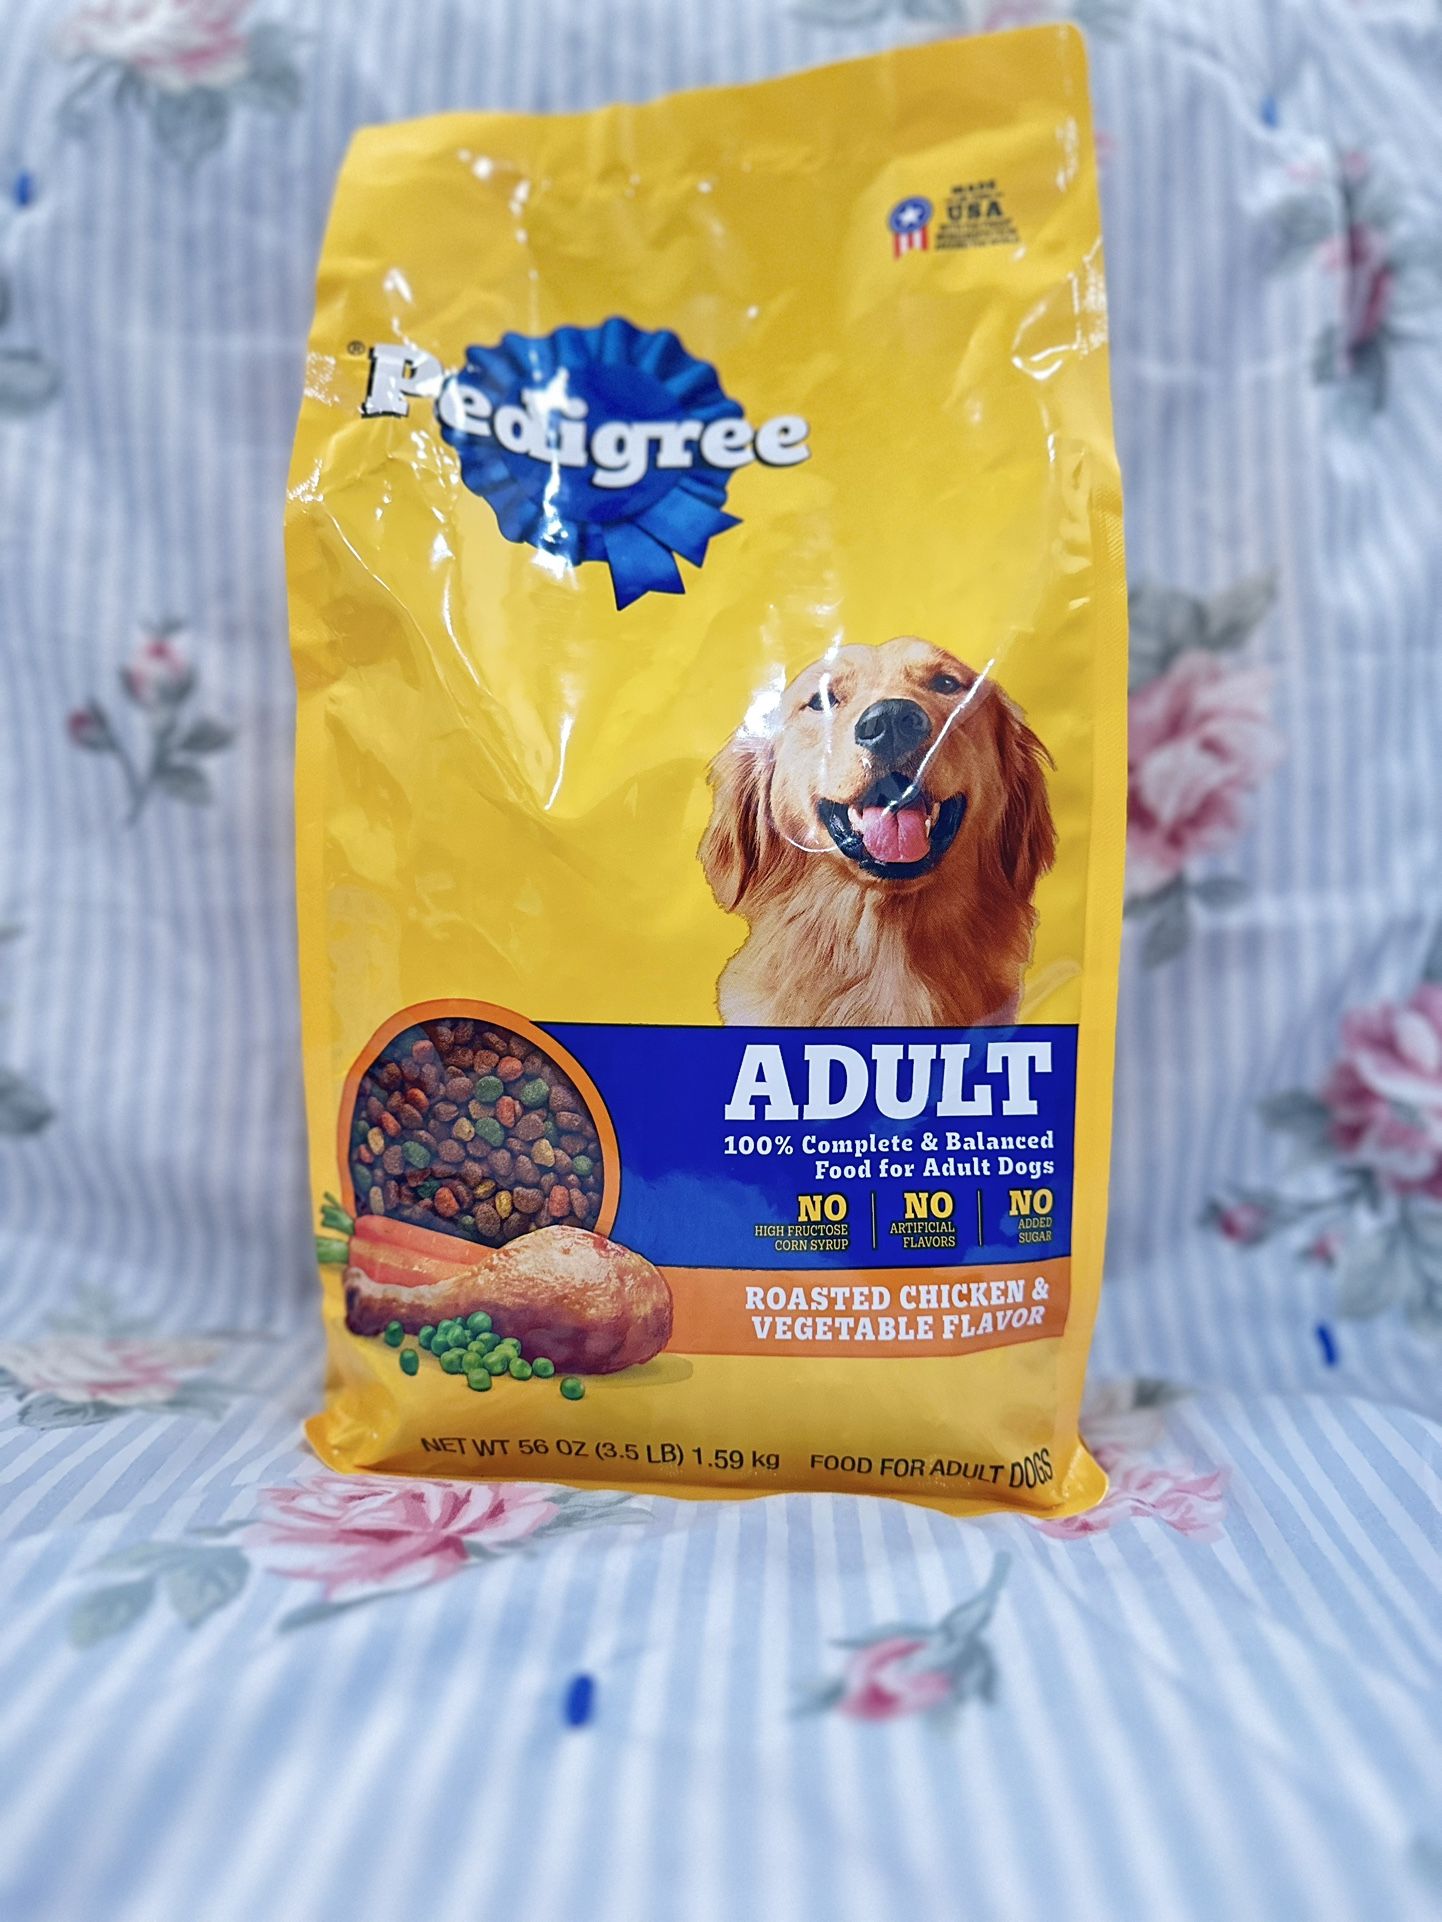 MADE
USA
Pedigree®
ADULT
100% Complete & Balanced
Food for Adult Dogs
NO HIGH FRUCTOSE CORN SYRUP
NO ARTIFICIAL FLAVORS
NO ADDED SUGAR
ROASTED CHICKEN &
VEGETABLE FLAVOR
NET WT 56 OZ (3.5 LB) 1.59 kg FOOD FOR ADULT DOGS